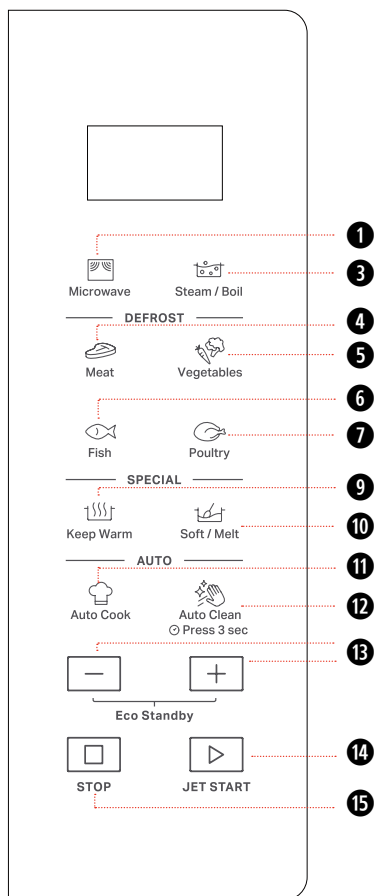 1
Microwave Steam / Boil 3
DEFROST 4
Meat Vegetables 5
6
Fish Poultry 7
SPECIAL 9
Keep Warm Soft / Melt 10
AUTO 11
Auto Cook Auto Clean 12
Press 3 sec
13
Eco Standby
14
STOP JET START
15